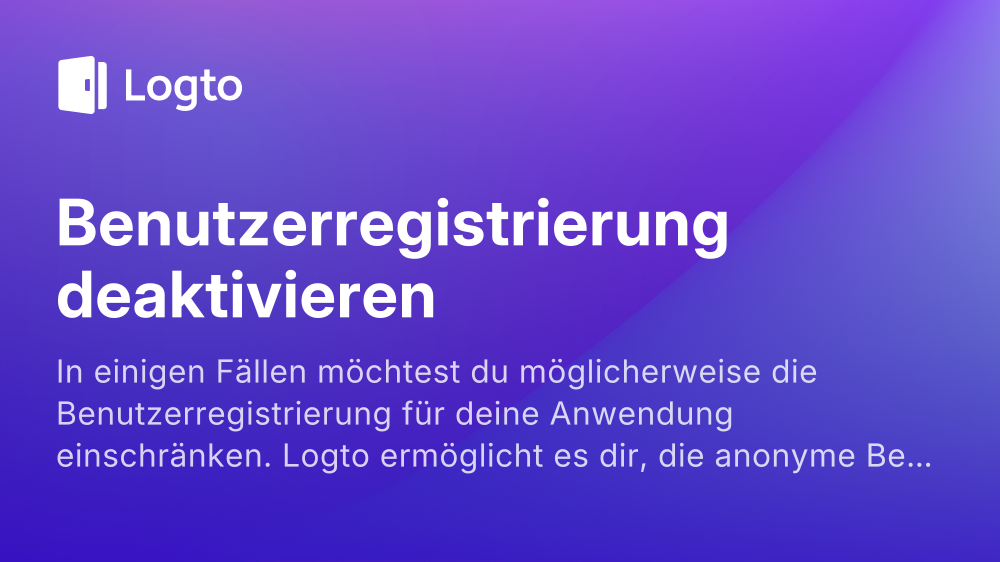 Logto
Benutzerregistrierung
deaktivieren
In einigen Fällen möchtest du möglicherweise die
Benutzerregistrierung für deine Anwendung
einschränken. Logto ermöglicht es dir, die anonyme Be...